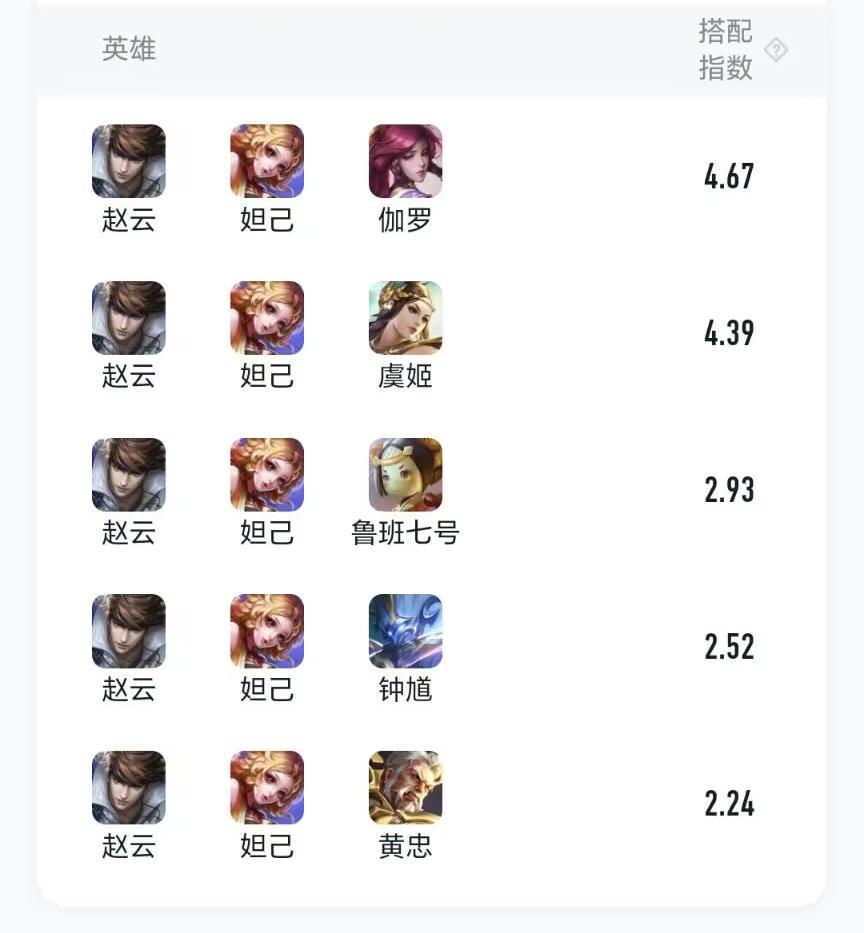 英雄
搭配
指数
赵云 妲己 伽罗 4.67
赵云 妲己 虞姬 4.39
赵云 妲己 鲁班七号 2.93
赵云 妲己 钟馗 2.52
赵云 妲己 黄忠 2.24